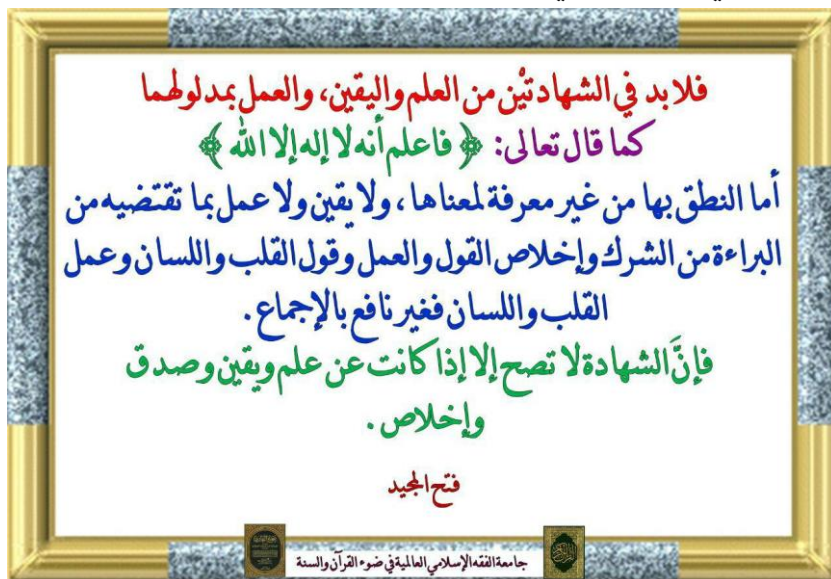 فلابد في الشهادتيْن من العلم واليقين، والعمل بمدلولهما
كما قال تعالى: ﴿ فاعلم أنه لا إله إلا الله ﴾
أما النطق بها من غير معرفة لمعناها ، ولا يقين ولا عمل بما تقتضيه من
البراءة من الشرك وإخلاص القول والعمل وقول القلب واللسان وعمل
القلب واللسان فغير نافع بالإجماع .
فإنَّ الشهادة لا تصح إلا إذا كانت عن علم ويقين وصدق
وإخلاص .
فتح المجيد
جامعة الفقه الإسلامي العالمية في ضوء القرآن والسنة